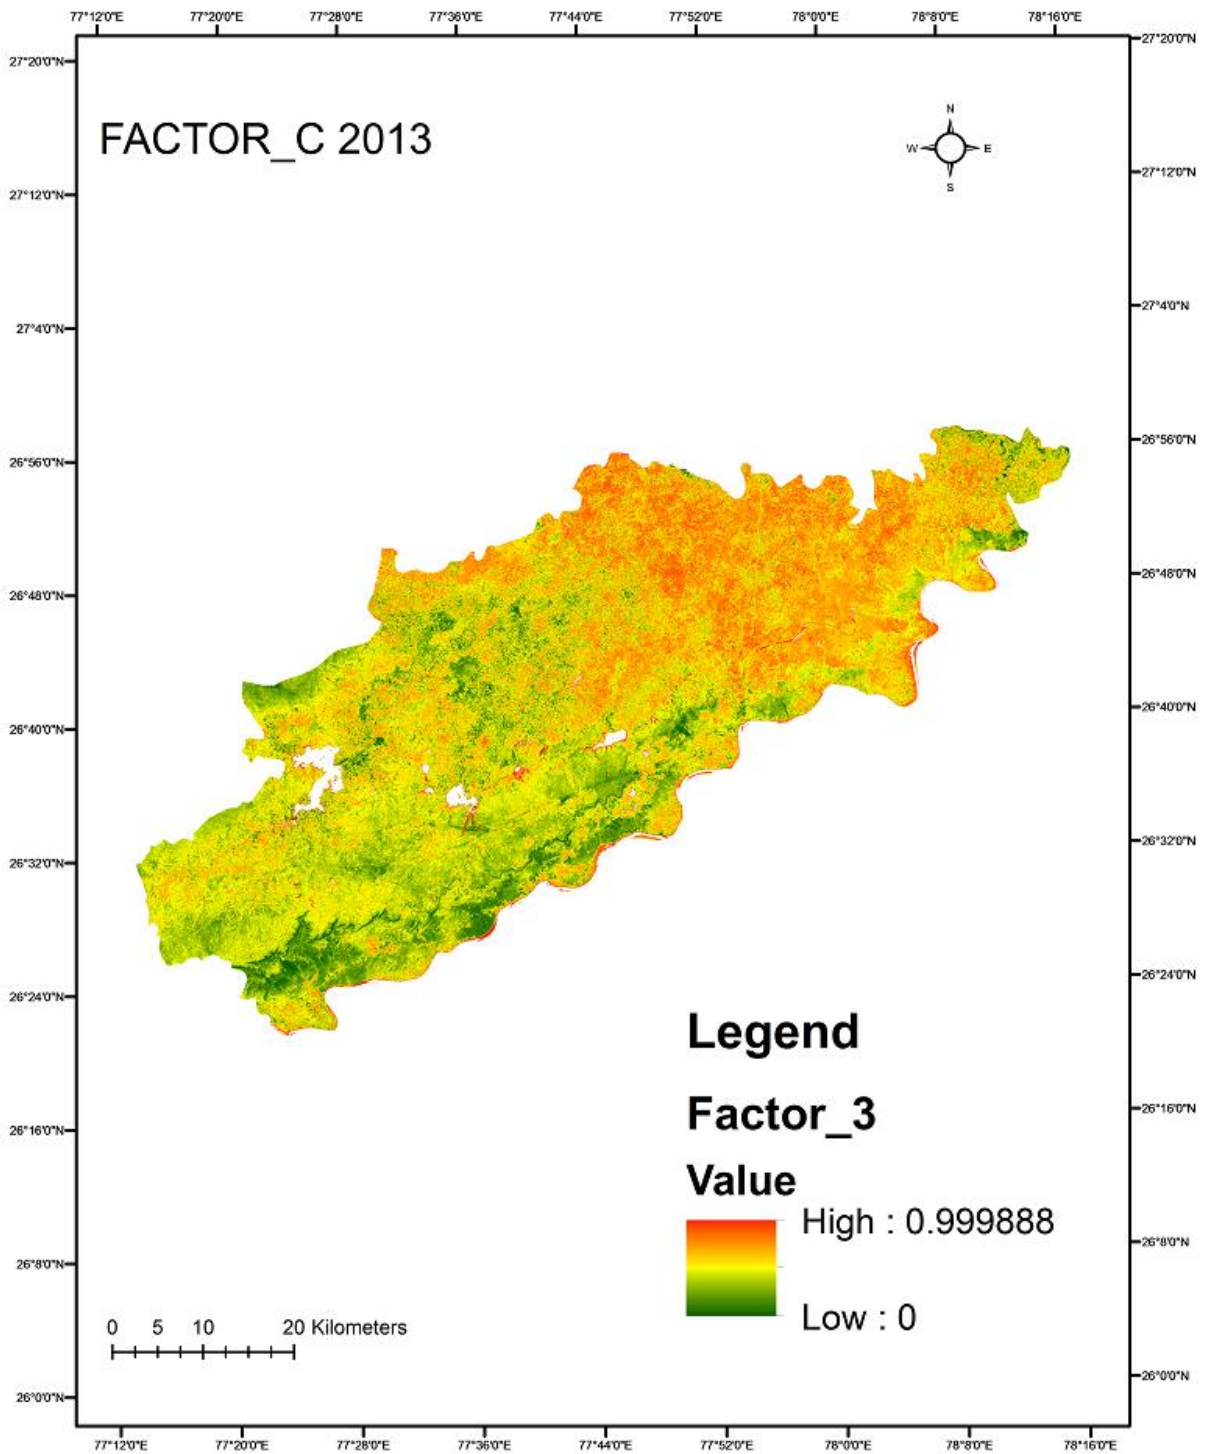 77°12'0"E 77°20'0"E 77°28'0"E 77°36'0"E 77°44'0"E 77°52'0"E 78°0'0"E 78°8'0"E 78°16'0"E
27°20'0"N
27°20'0"N
N
FACTOR_C 2013
W
E
27°12'0"N
S
27°12'0"N
27°4'0"N
27°4'0"N
26°56'0"N
26°56'0"N
26°48'0"N
26°48'0"N
26°40'0"N
26°40'0"N
26°32'0"N
26°32'0"N
26°24'0"N
26°24'0"N
Legend
Factor_3
26°16'0"N
26°16'0"N
Value
High : 0.999888
26°8'0"N
26°8'0"N
Low : 0
0 5 10 20 Kilometers
26°0'0"N
26°0'0"N
77°12'0"E 77°20'0"E 77°28'0"E 77°36'0"E 77°44'0"E 77°52'0"E 78°0'0"E 78°8'0"E 78°16'0"E